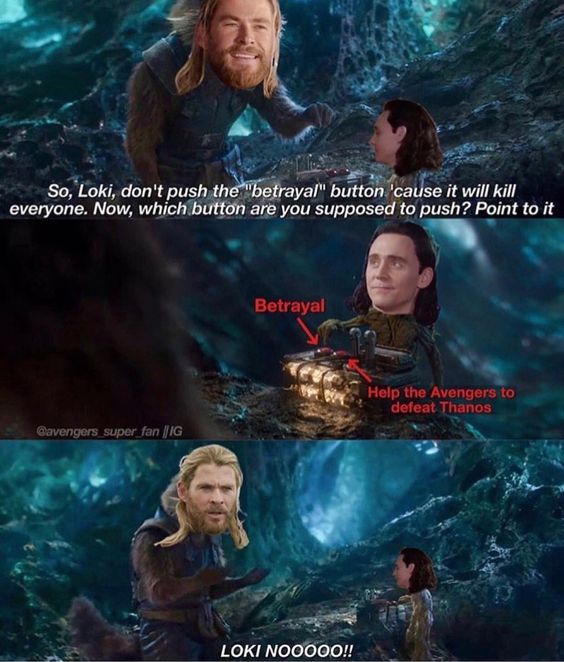 So, Loki, don't push the "betrayal" button 'cause it will kill
everyone. Now, which button are you supposed to push? Point to it
Betrayal
Help the Avengers to
defeat Thanos
@avengers_super_fan ||IG
LOKI NOOOOO!!